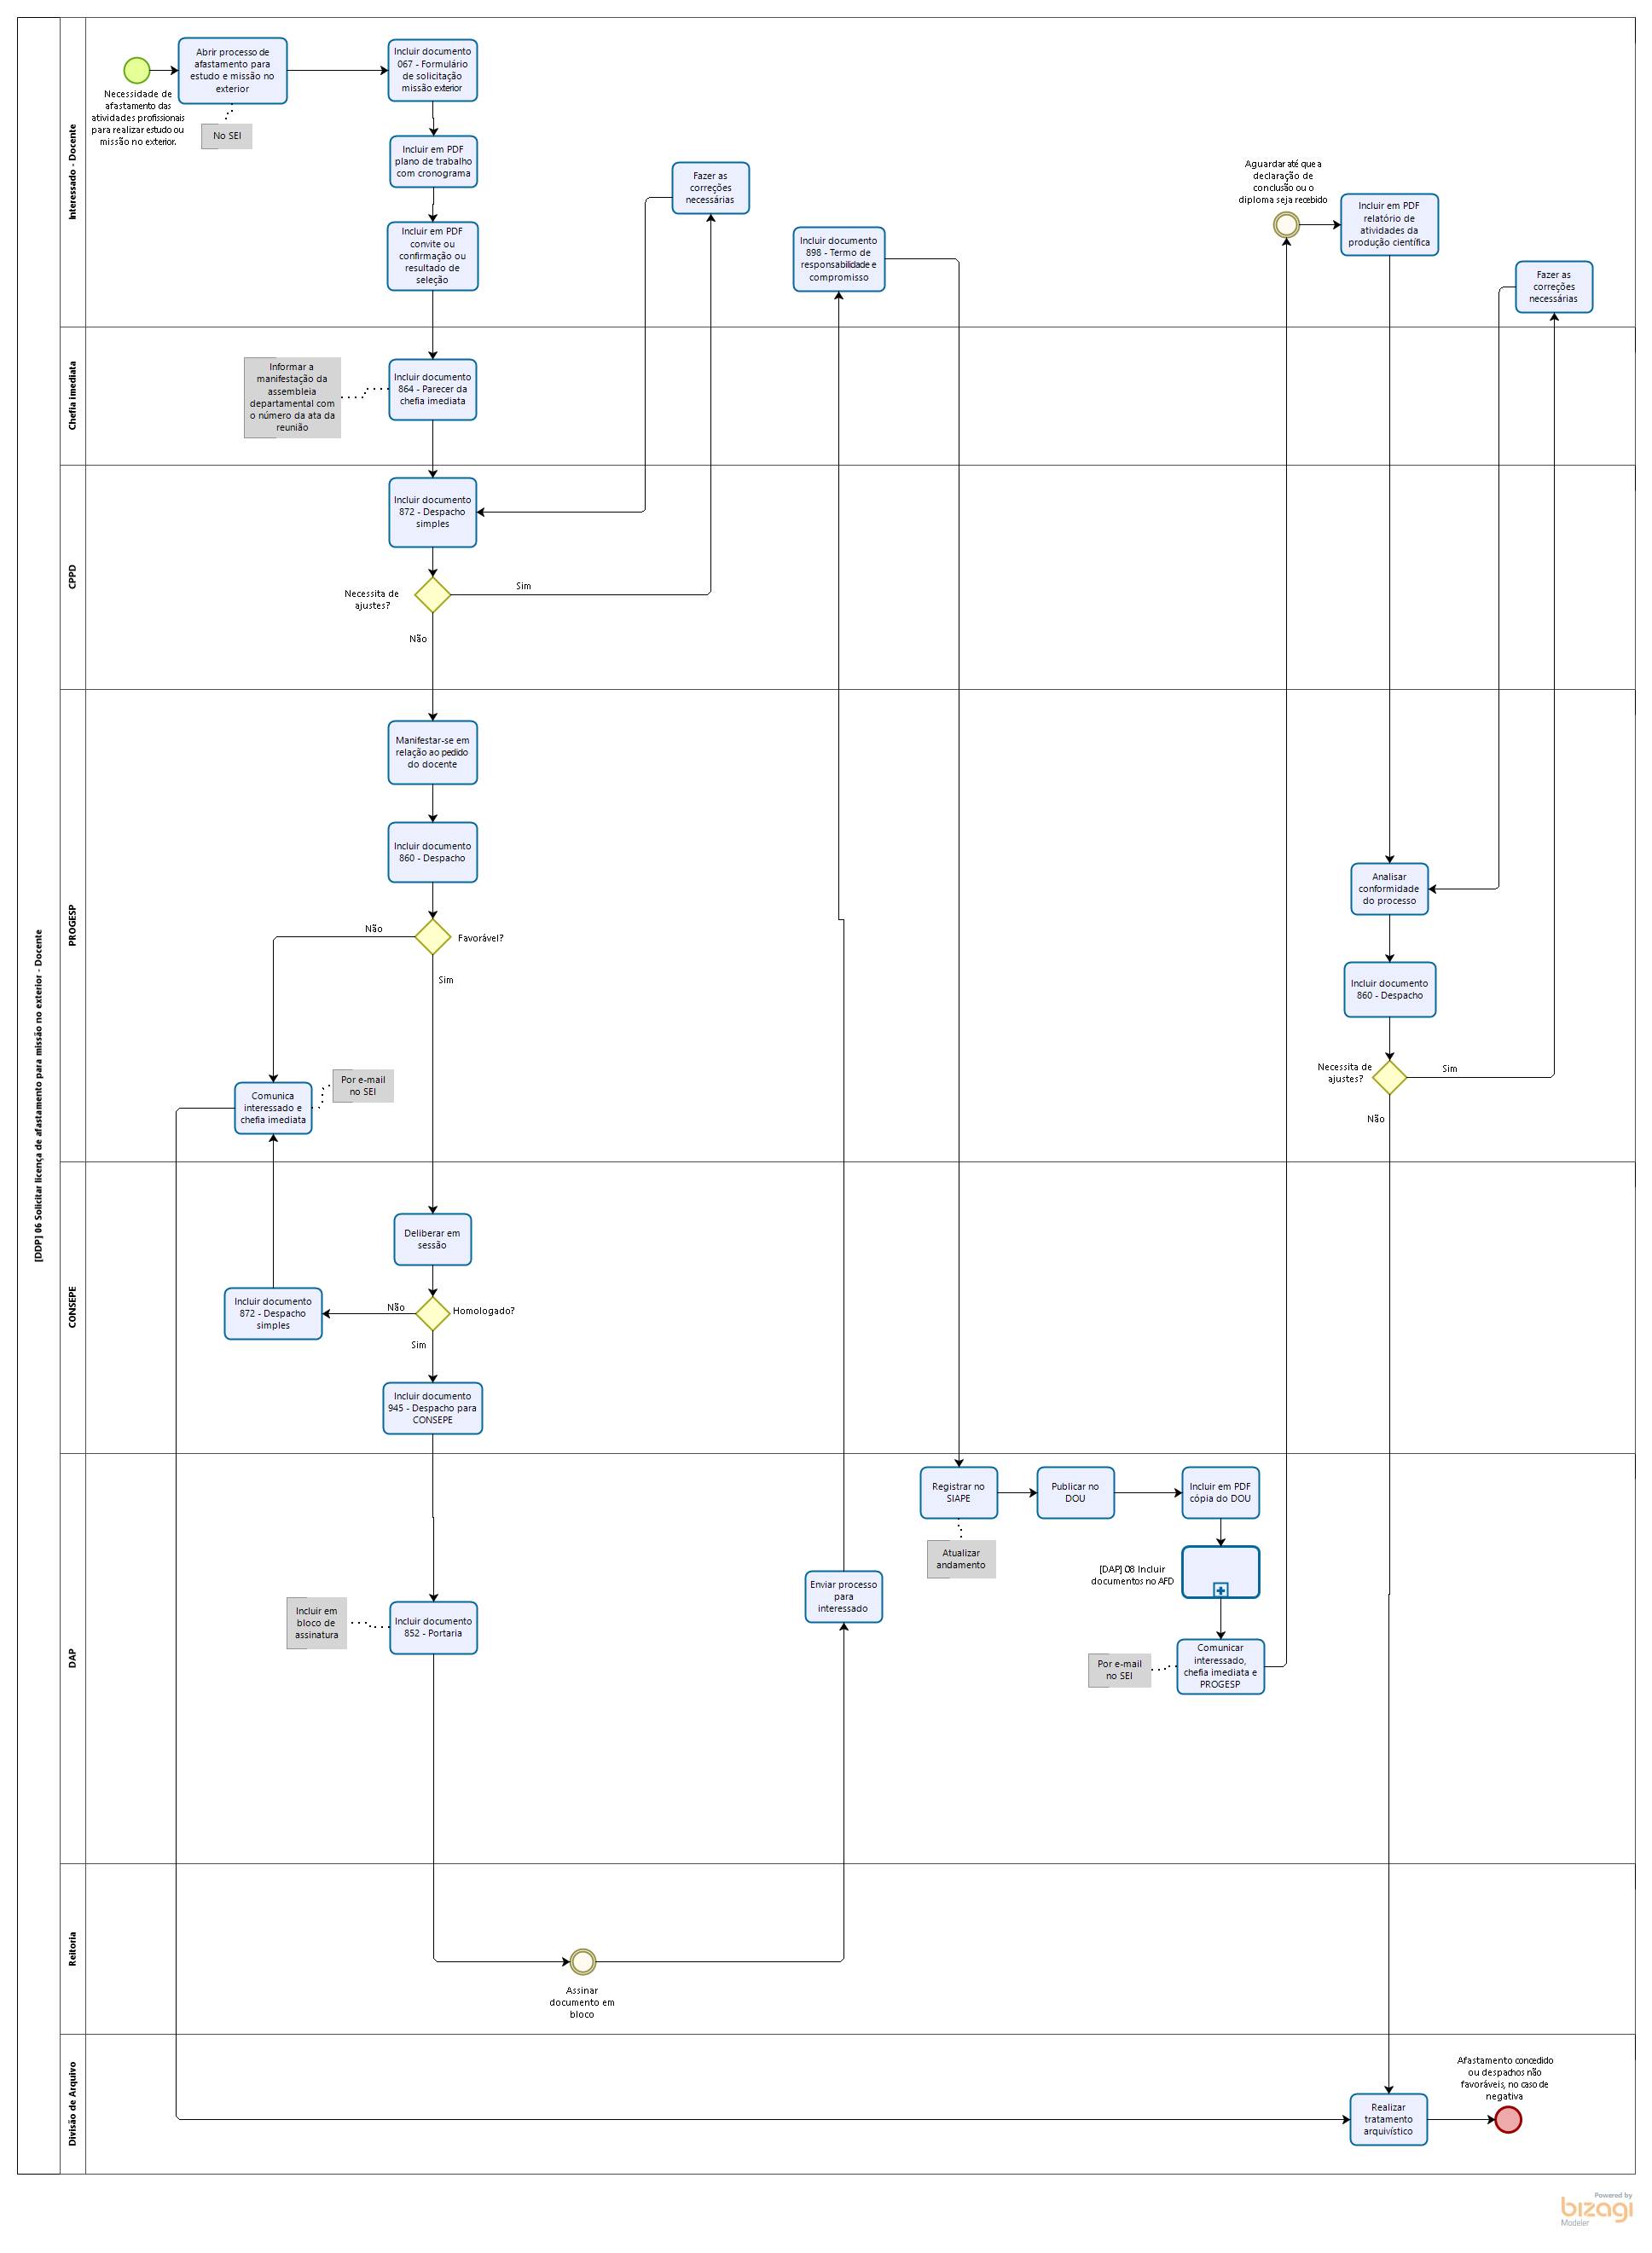 [DDP] 06 Solicitar licença de afastamento para missão no exterior - Docente
Interessado - Docente
Necessidade de
afastamento das
atividades profissionais
para realizar estudo ou
missão no exterior.
Abrir processo de
afastamento para
estudo e missão no
exterior
No SEI
Incluir documento
067 - Formulário
de solicitação
missão exterior
Incluir em PDF
plano de trabalho
com cronograma
Incluir em PDF
convite ou
confirmação ou
resultado de
seleção
Fazer as
correções
necessárias
Incluir documento
898 - Termo de
responsabilidade e
compromisso
Aguardar até que a
declaração de
conclusão ou o
diploma seja recebido
Incluir em PDF
relatório de
atividades da
produção científica
Fazer as
correções
necessárias
Chefia imediata
Informar a
manifestação da
assembleia
departamental com
o número da ata da
reunião
Incluir documento
864 - Parecer da
chefia imediata
CPPD
Incluir documento
872 - Despacho
simples
Necessita de
ajustes?
Sim
Não
PROGESP
Manifestar-se em
relação ao pedido
do docente
Incluir documento
860 - Despacho
Não
Favorável?
Sim
Comunica
interessado e
chefia imediata
Por e-mail
no SEI
Analisar
conformidade
do processo
Incluir documento
860 - Despacho
Necessita de
ajustes?
Sim
Não
CONSEPE
Deliberar em
sessão
Incluir documento
872 - Despacho
simples
Não
Homologado?
Sim
Incluir documento
945 - Despacho para
CONSEPE
DAP
Incluir em
bloco de
assinatura
Incluir documento
852 - Portaria
Enviar processo
para
interessado
Registrar no
SIAPE
Atualizar
andamento
Publicar no
DOU
Incluir em PDF
cópia do DOU
[DAP] 08 Incluir
documentos no AFD
Por e-mail
no SEI
Comunicar
interessado,
chefia imediata e
PROGESP
Reitoria
Assinar
documento em
bloco
Divisão de Arquivo
Realizar
tratamento
arquivístico
Afastamento concedido
ou despachos não
favoráveis, no caso de
negativa
Powered by
bizagi
Modeler